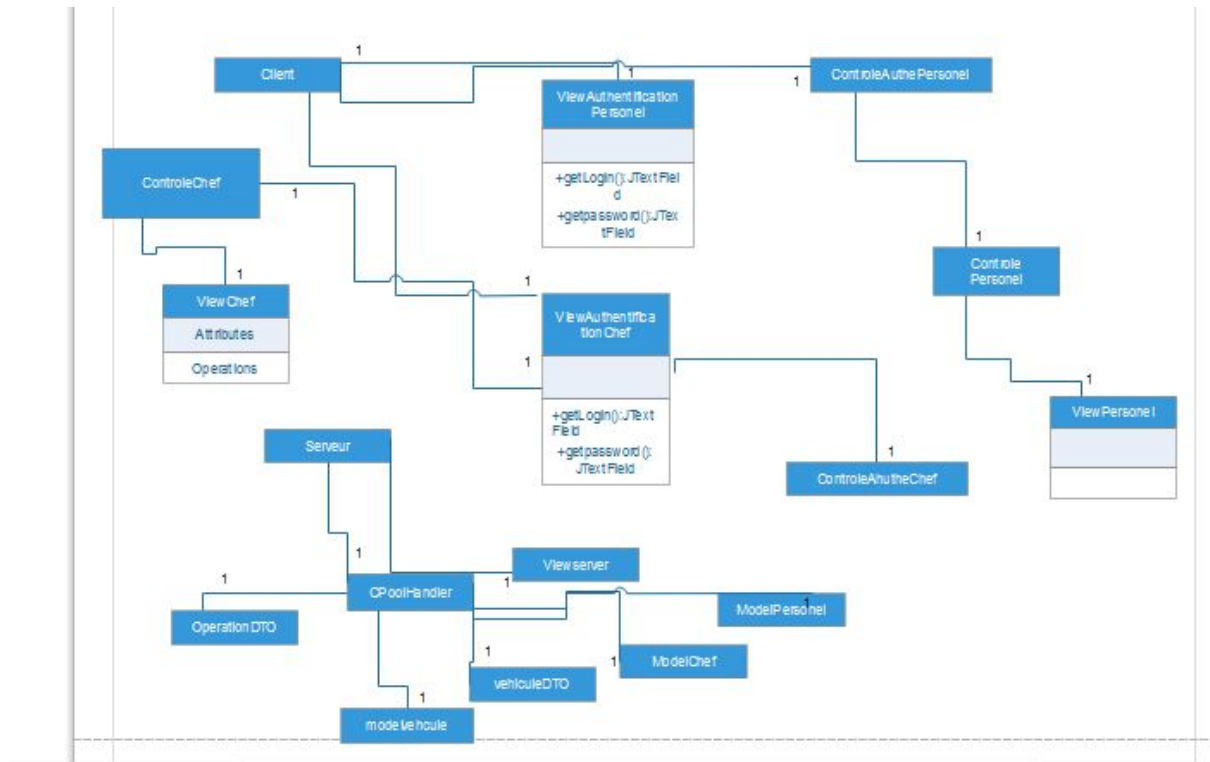 1
Client
1
1
ControleAuthePersonel
ViewAuthentification
Personel
+getLogin():JTextFiel
d
+getpassword():JTex
tField
ControleChef
1
1
Controle
Personel
1
ViewChef
Attributes
Operations
1
ViewAuthentifica
tionChef
1
+getLogin():JText
Field
+getpassword():
JTextField
1
ViewPersonel
Serveur
1
ControleAhutheChef
1
Viewserver
1
1
CPoolHandler
OperationDTO
1
ModelPersonel
1
vehiculeDTO
1
ModelChef
1
modelvehcule